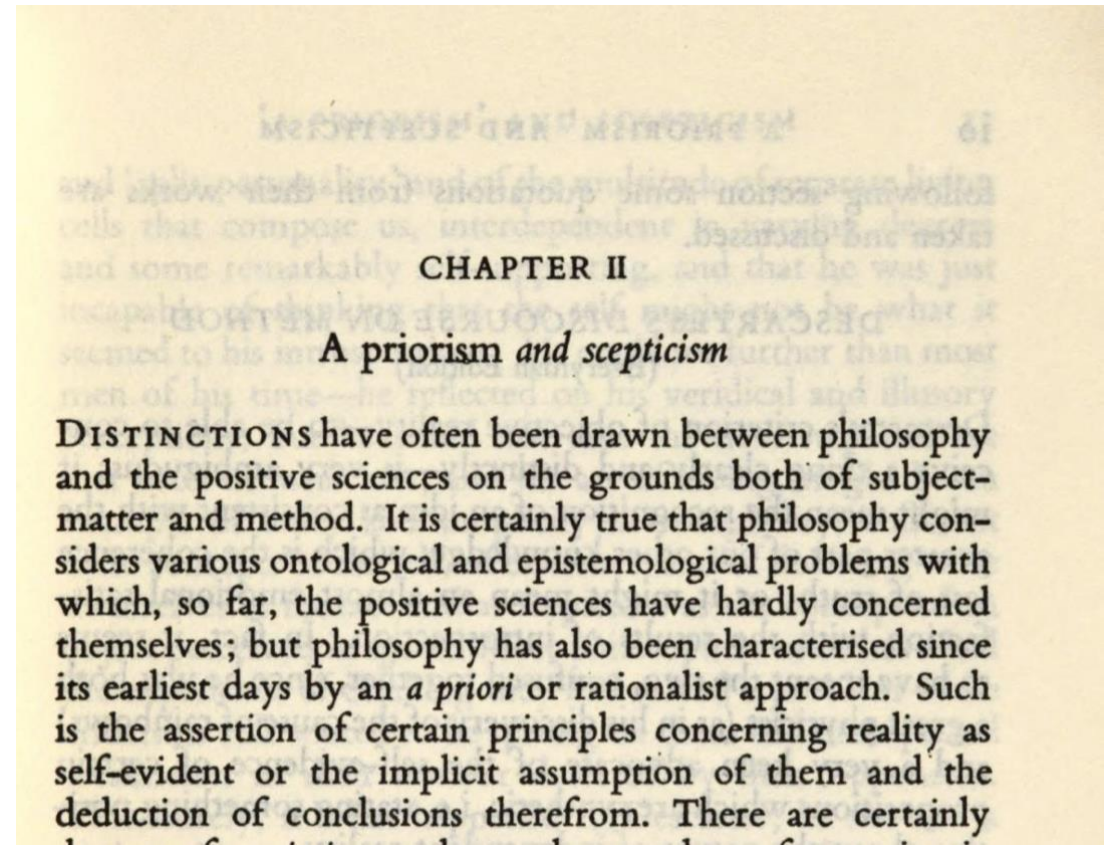 CHAPTER II
A priorism and scepticism
DISTINCTIONS have often been drawn between philosophy
and the positive sciences on the grounds both of subject-
matter and method. It is certainly true that philosophy con-
siders various ontological and epistemological problems with
which, so far, the positive sciences have hardly concerned
themselves; but philosophy has also been characterised since
its earliest days by an a priori or rationalist approach. Such
is the assertion of certain principles concerning reality as
self-evident or the implicit assumption of them and the
deduction of conclusions therefrom. There are certainly